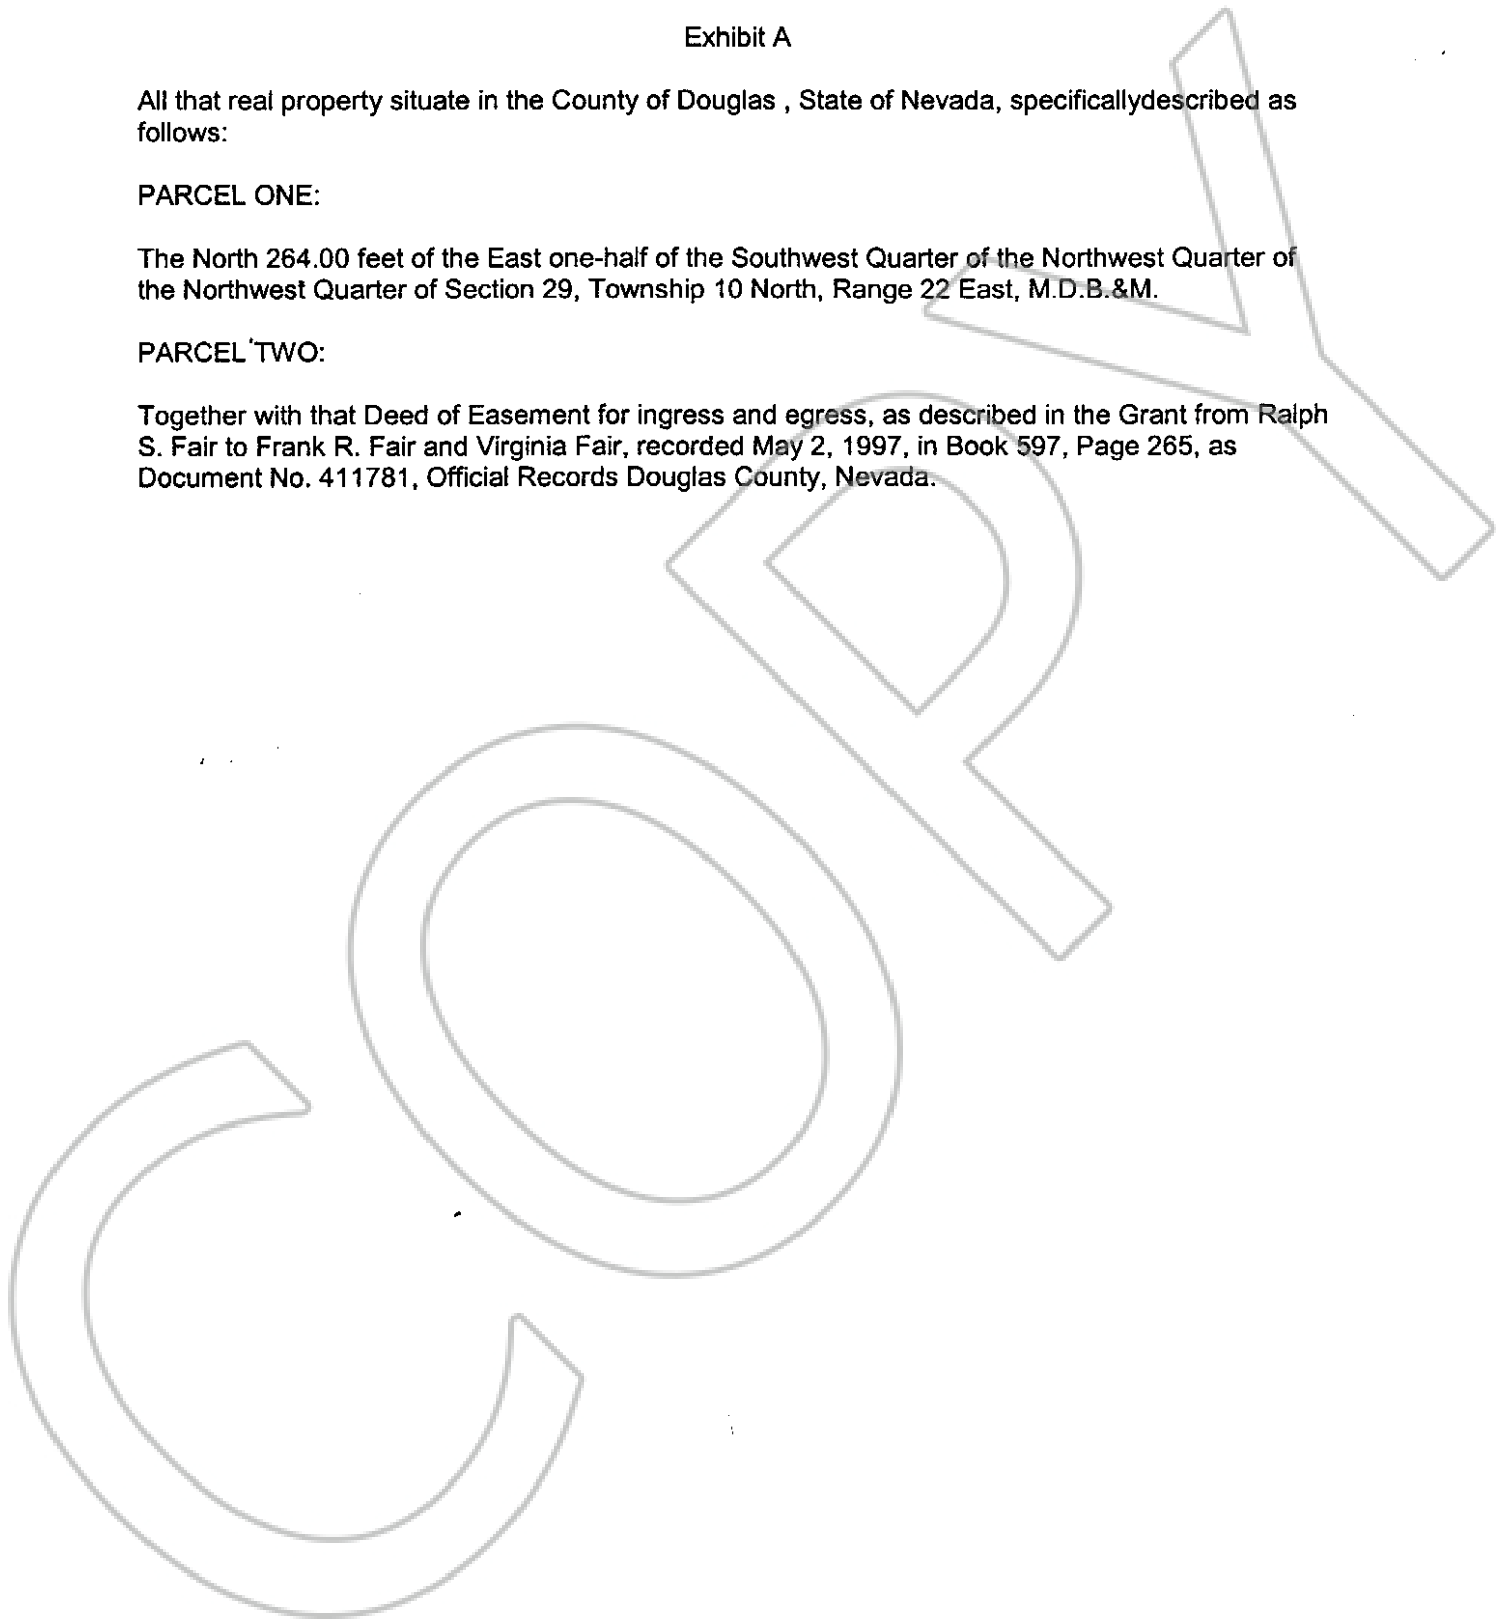 Exhibit A
All that real property situate in the County of Douglas , State of Nevada, specificallydescribed as
follows:
PARCEL ONE:
The North 264.00 feet of the East one-half of the Southwest Quarter of the Northwest Quarter of
the Northwest Quarter of Section 29, Township 10 North, Range 22 East, M.D.B.&M.
PARCEL TWO:
Together with that Deed of Easement for ingress and egress, as described in the Grant from Ralph
S. Fair to Frank R. Fair and Virginia Fair, recorded May 2, 1997, in Book 597, Page 265, as
Document No. 411781, Official Records Douglas County, Nevada.
COPY